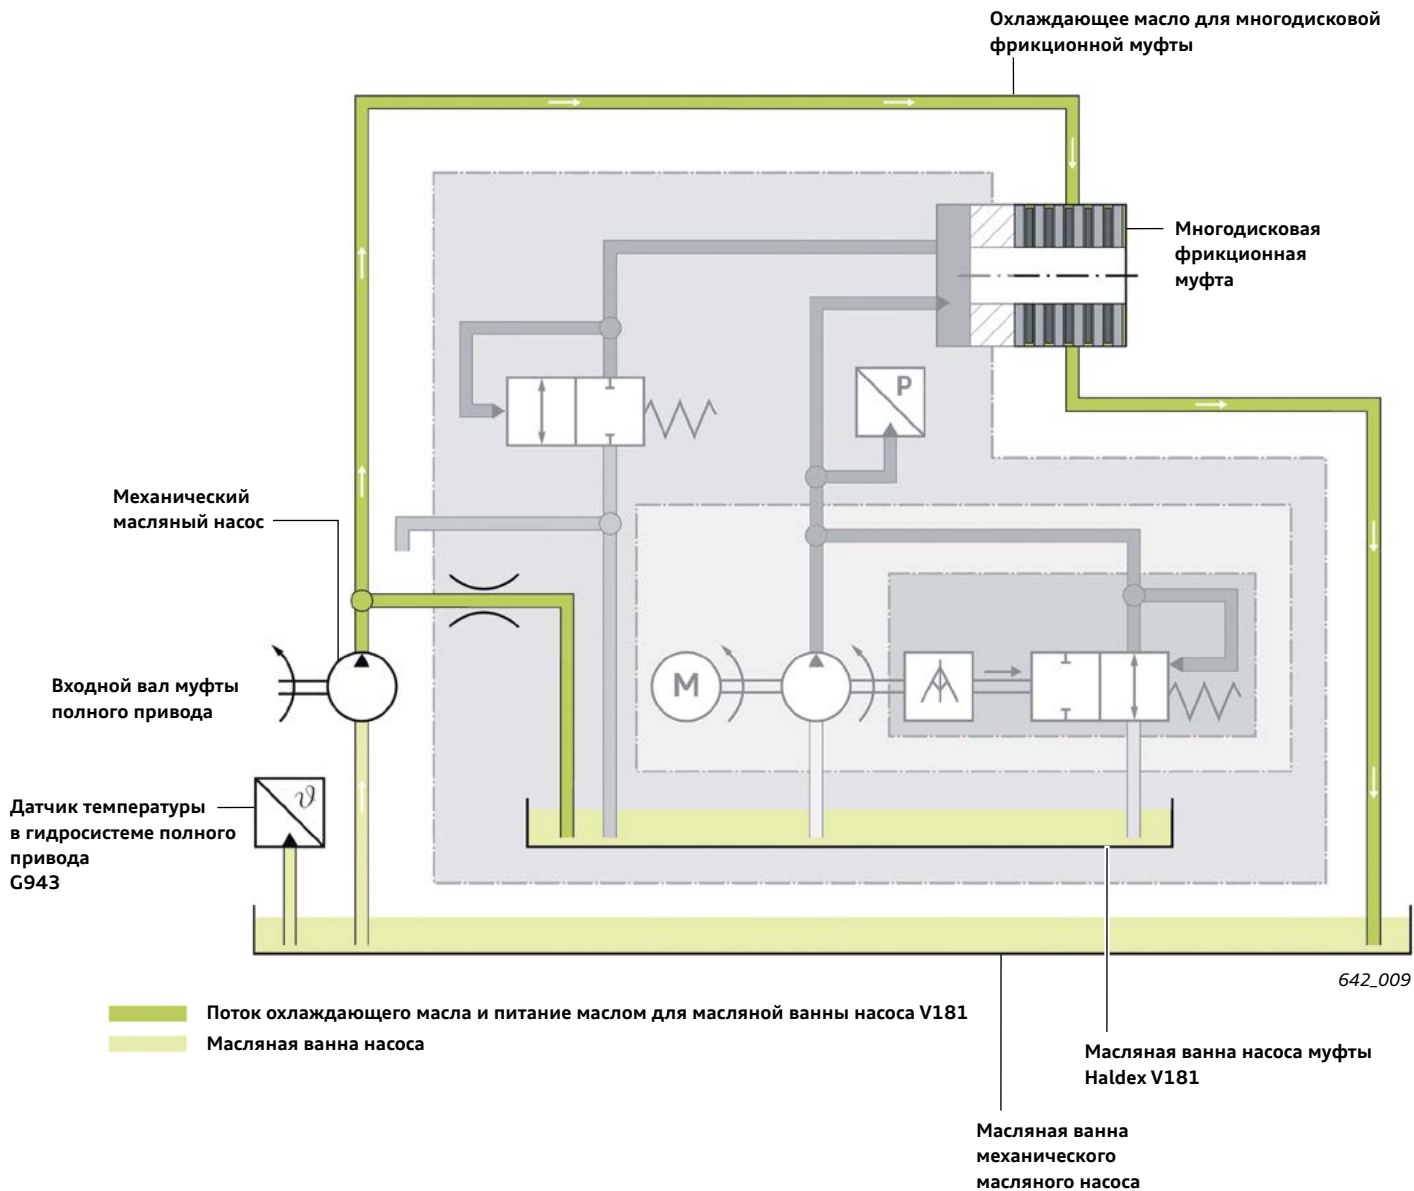 Охлаждающее масло для многодисковой
фрикционной муфты
Многодисковая
фрикционная
муфта
P
Механический
масляный насос
Входной вал муфты
полного привода
M
Датчик температуры
в гидросистеме полного
привода
G943
ϑ
642_009
Поток охлаждающего масла и питание маслом для масляной ванны насоса V181
Масляная ванна насоса
Масляная ванна насоса муфты
Haldex V181
Масляная ванна
механического
масляного насоса